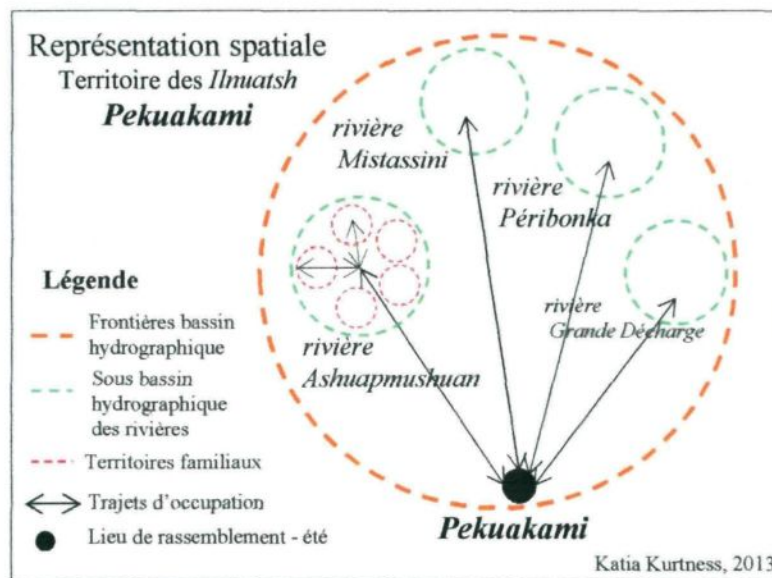 Représentation spatiale
Territoire des Ilnuatsh
Pekuakami
rivière
Mistassini
rivière
Péribonka
rivière
Grande Décharge
rivière
Ashuapmushuan
Légende
Frontières bassin
hydrographique
Sous bassin
hydrographique
des rivières
Territoires familiaux
Trajets d'occupation
Lieu de rassemblement - été
Pekuakami
Katia Kurtness, 2013